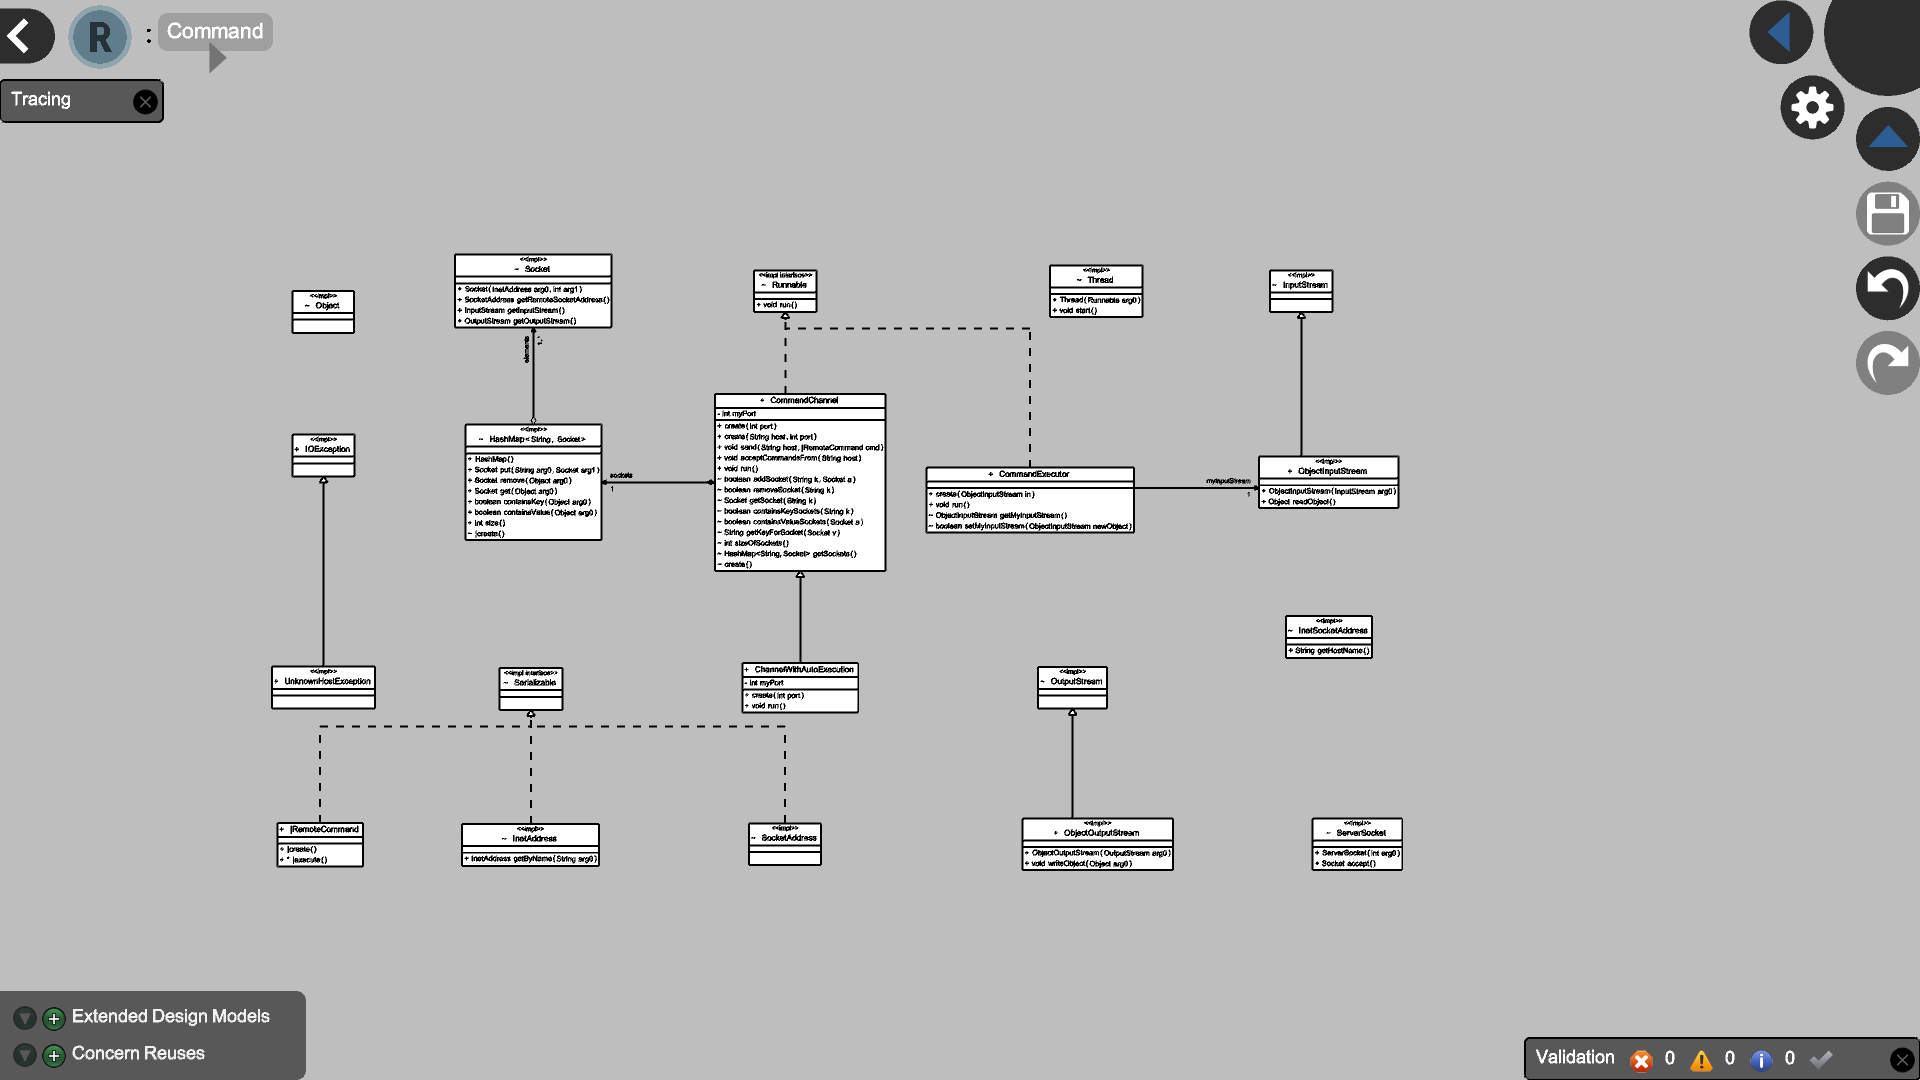 R : Command
Tracing
<<impl>>
~ Object
<<impl>>
~ Socket
+ Socket(InetAddress arg0, int arg1)
+ SocketAddress getRemoteSocketAddress()
+ InputStream getInputStream()
+ OutputStream getOutputStream()
<<impl interface>>
~ Runnable
+ void run()
<<impl>>
~ Thread
+ Thread(Runnable arg0)
+ void start()
<<impl>>
~ InputStream
elements
<<impl>>
+ IOException
<<impl>>
~ HashMap<String, Socket>
+ HashMap()
+ Socket put(String arg0, Socket arg1)
+ Socket remove(Object arg0)
+ Socket get(Object arg0)
+ boolean containsKey(Object arg0)
+ boolean containsValue(Object arg0)
+ int size()
~ |create()
sockets
1
+ CommandChannel
- int myPort
+ create(int port)
+ create(String host, int port)
+ void send(String host, |RemoteCommand cmd)
+ void acceptCommandsFrom(String host)
+ void run()
~ boolean addSocket(String k, Socket a)
~ boolean removeSocket(String k)
~ Socket getSocket(String k)
~ boolean containsKeySockets(String k)
~ boolean containsValueSockets(Socket a)
~ String getKeyForSocket(Socket v)
~ int sizeOfSockets()
~ HashMap<String, Socket> getSockets()
~ create()
+ CommandExecutor
+ create(ObjectInputStream in)
+ void run()
~ ObjectInputStream getMyInputStream()
~ boolean setMyInputStream(ObjectInputStream newObject)
myInputStream
1
<<impl>>
+ ObjectInputStream
+ ObjectInputStream(InputStream arg0)
+ Object readObject()
<<impl>>
~ InetSocketAddress
+ String getHostName()
<<impl>>
+ UnknownHostException
<<impl interface>>
~ Serializable
+ ChannelWithAutoExecution
- int myPort
+ create(int port)
+ void run()
<<impl>>
~ OutputStream
+ |RemoteCommand
+ |create()
+ * |execute()
<<impl>>
~ InetAddress
+ InetAddress getByName(String arg0)
<<impl>>
~ SocketAddress
<<impl>>
+ ObjectOutputStream
+ ObjectOutputStream(OutputStream arg0)
+ void writeObject(Object arg0)
<<impl>>
~ ServerSocket
+ ServerSocket(int arg0)
+ Socket accept()
Extended Design Models
Concern Reuses
Validation 0 0 0